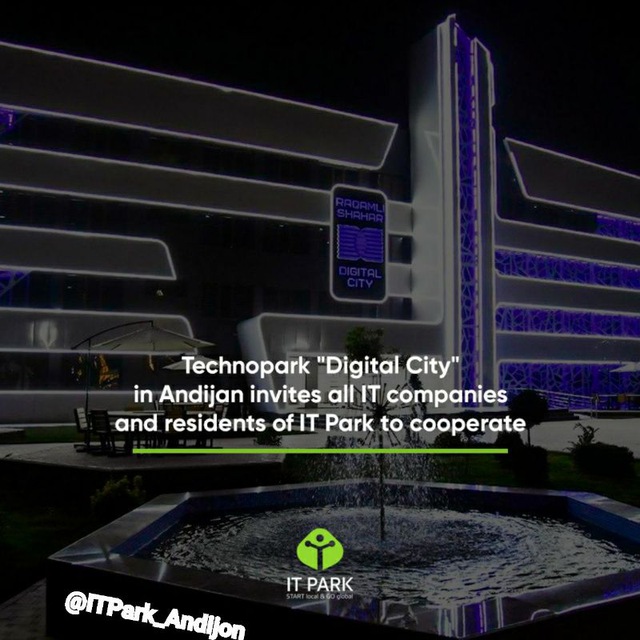 RAQAMLI
SHAHAR
DIGITAL
CITY
Technopark "Digital City"
in Andijan invites all IT companies
and residents of IT Park to cooperate
IT PARK
START local & GO global
@ITPark_Andijon